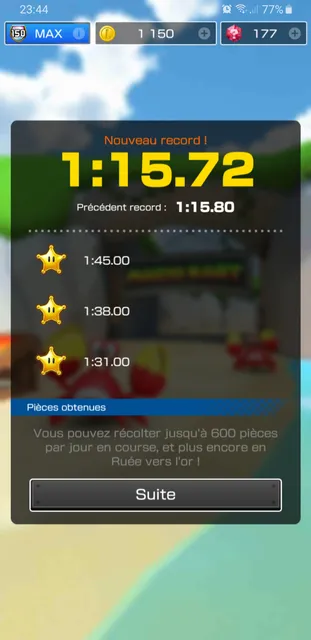 23:44
77%
150 MAX i
1 150 +
177 +
Nouveau record !
1:15.72
Précédent record : 1:15.80
1:45.00
1:38.00
1:31.00
Pièces obtenues
Vous pouvez récolter jusqu'à 600 pièces
par jour en course, et plus encore en
Ruée vers l'or !
Suite